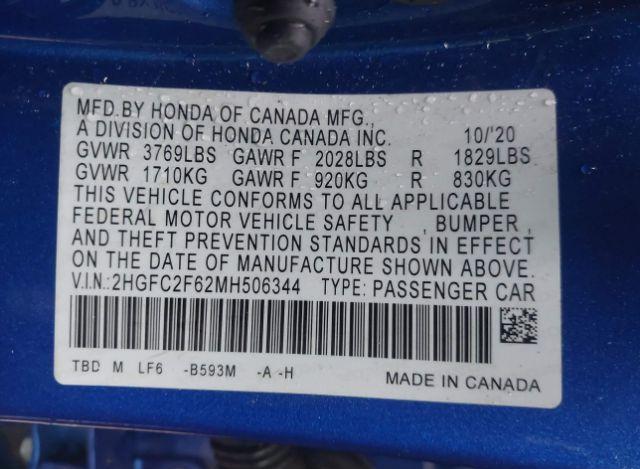 MFD.BY HONDA OF CANADA MFG.,
A DIVISION OF HONDA CANADA INC. 10/'20
GVWR 3769LBS GAWR F 2028LBS R 1829LBS
GVWR 1710KG GAWR F 920KG R 830KG
THIS VEHICLE CONFORMS TO ALL APPLICABLE
FEDERAL MOTOR VEHICLE SAFETY , BUMPER ,
AND THEFT PREVENTION STANDARDS IN EFFECT
ON THE DATE OF MANUFACTURE SHOWN ABOVE.
V.I.N.:2HGFC2F62MH506344 TYPE: PASSENGER CAR
TBD M LF6 -B593M -A -H
MADE IN CANADA